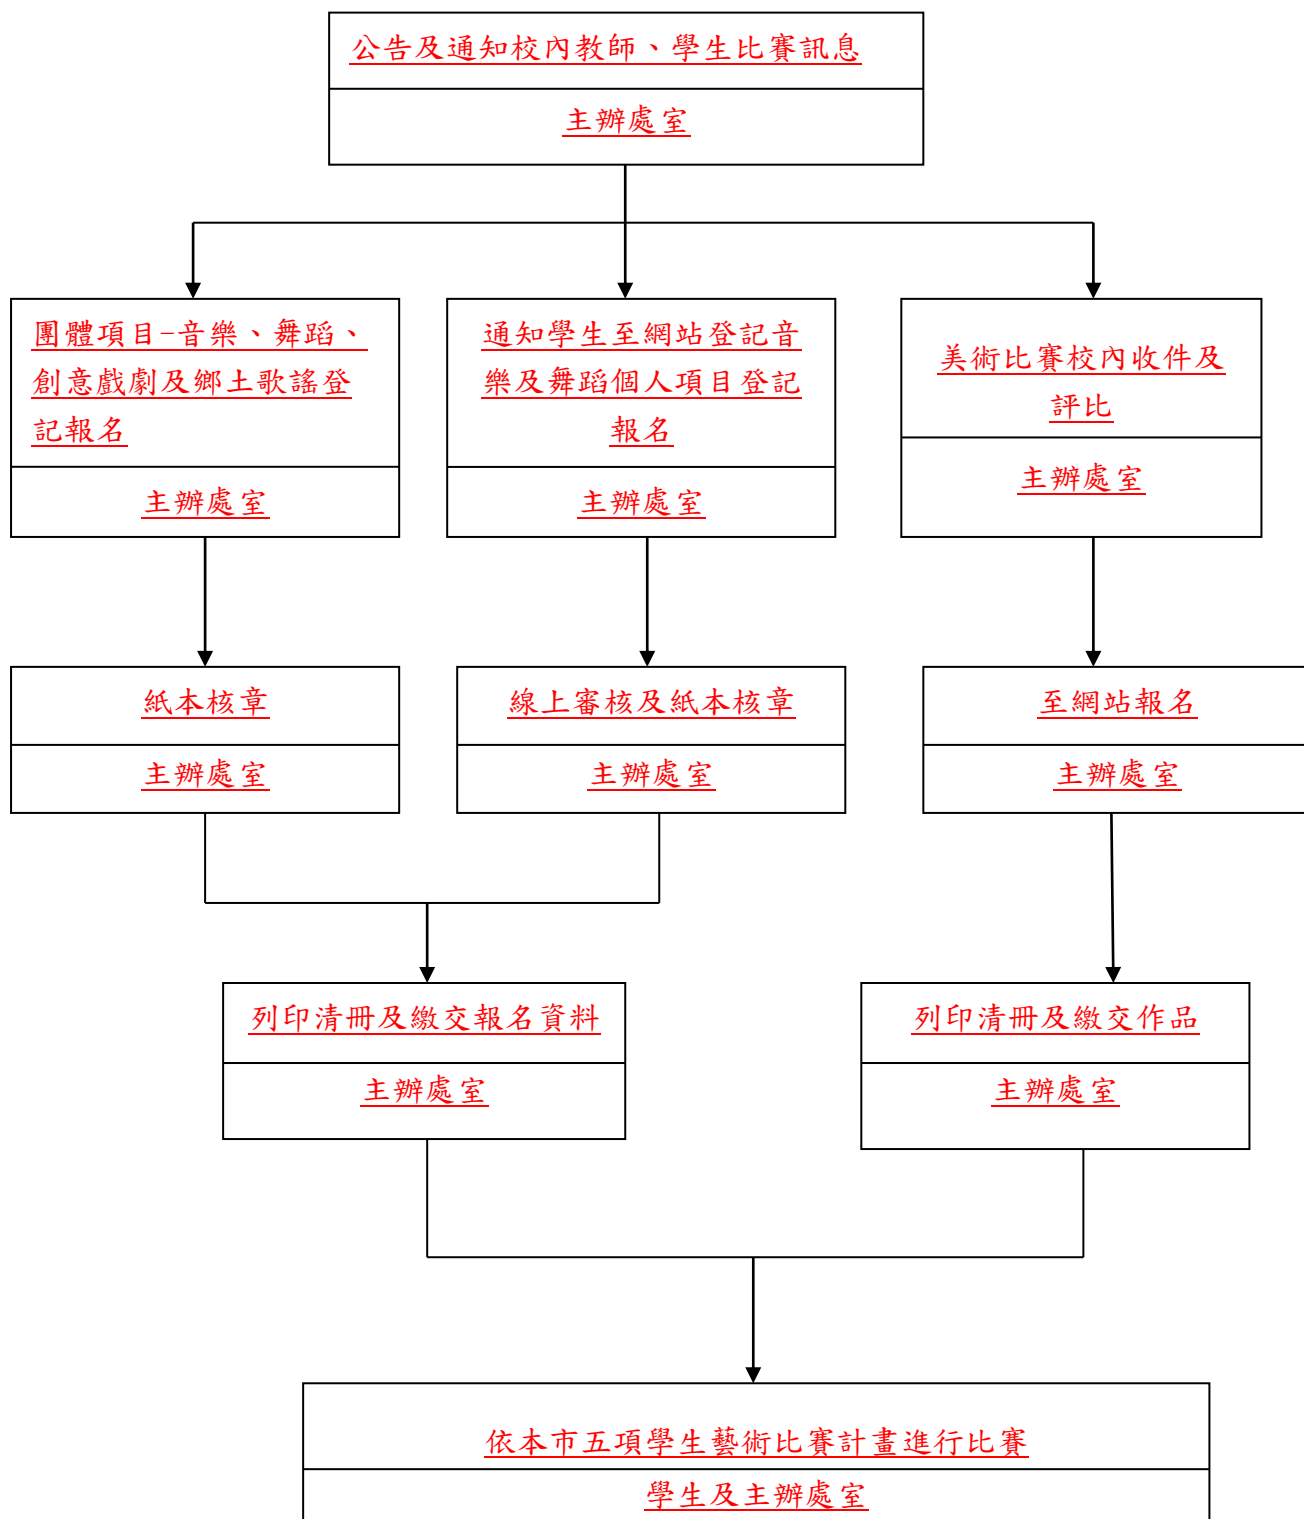 公告及通知校內教師、學生比賽訊息
主辦處室
團體項目-音樂、舞蹈、
創意戲劇及鄉土歌謠登
記報名
主辦處室
通知學生至網站登記音
樂及舞蹈個人項目登記
報名
主辦處室
美術比賽校內收件及
評比
主辦處室
紙本核章
主辦處室
線上審核及紙本核章
主辦處室
至網站報名
主辦處室
列印清冊及繳交報名資料
主辦處室
列印清冊及繳交作品
主辦處室
依本市五項學生藝術比賽計畫進行比賽
學生及主辦處室